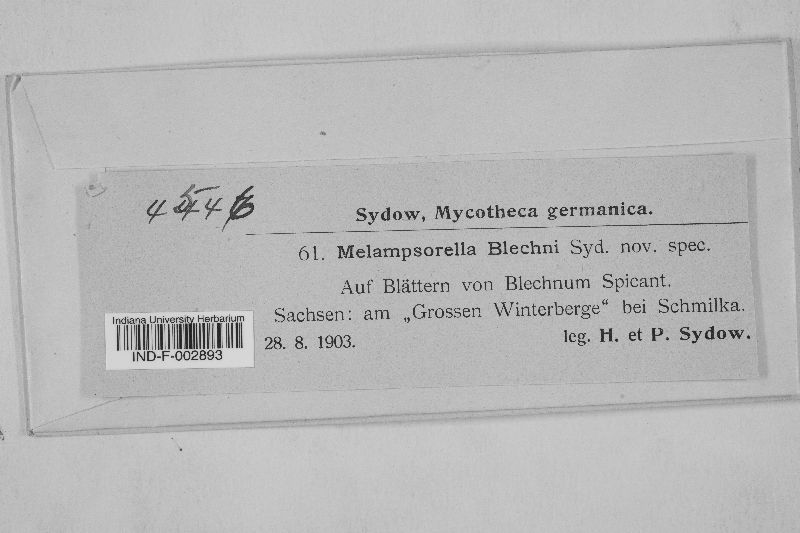 Sydow, Mycotheca germanica.
61. Melampsorella Blechni Syd. nov. spec.
Auf Blättern von Blechnum Spicant.
Sachsen: am „Grossen Winterberge“ bei Schmilka.
28. 8. 1903. leg. H. et P. Sydow.
Indiana University Herbarium
IND-F-002893